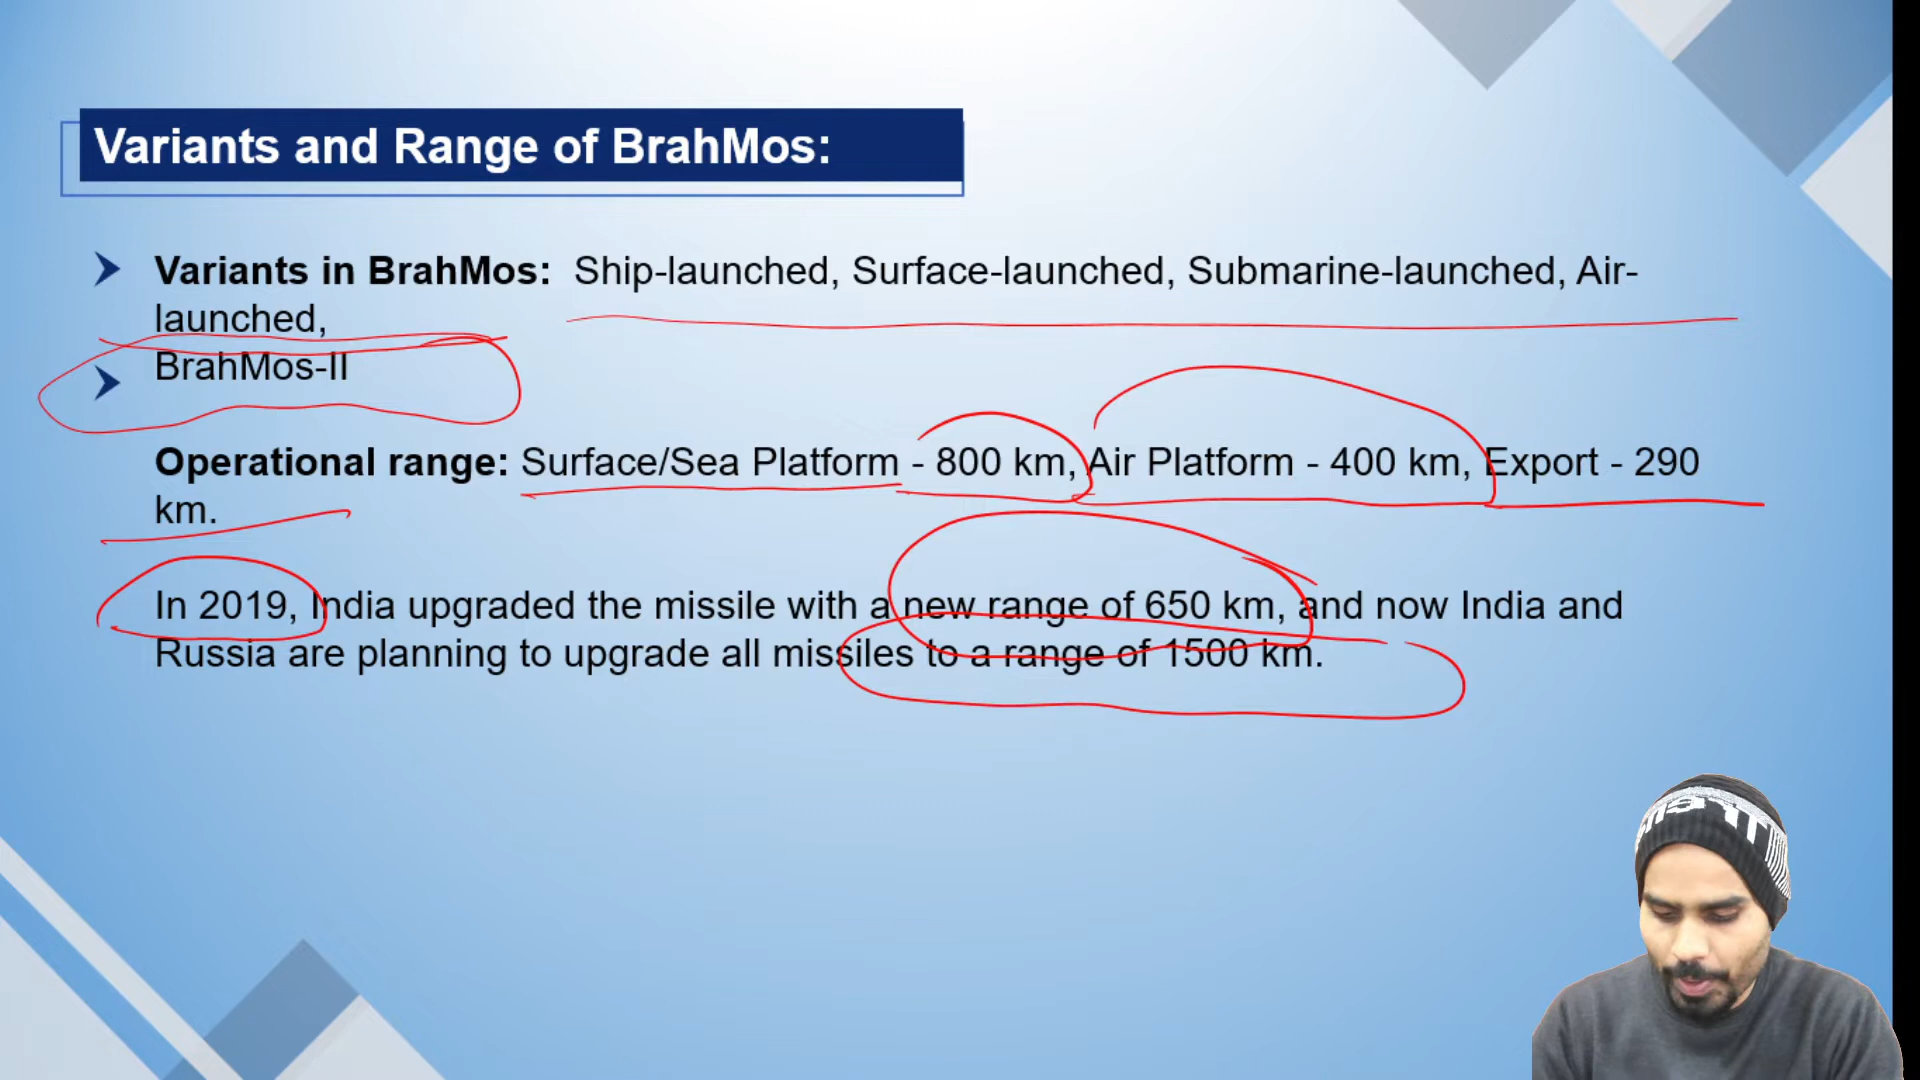 Variants and Range of BrahMos:
Variants in BrahMos: Ship-launched, Surface-launched, Submarine-launched, Air-
launched,
BrahMos-II
Operational range: Surface/Sea Platform - 800 km, Air Platform - 400 km, Export - 290
km.
In 2019, India upgraded the missile with a new range of 650 km, and now India and
Russia are planning to upgrade all missiles to a range of 1500 km.